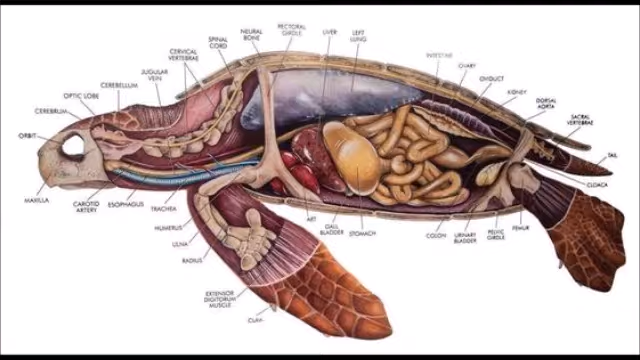 PECTORAL
GIRDLE
NEURAL
BONE
LIVER
LEFT
LUNG
SPINAL
CORD
CERVICAL
VERTEBRAE
INTESTINE
OVARY
JUGULAR
VEIN
OVIDUCT
CEREBELLUM
KIDNEY
OPTIC LOBE
DORSAL
AORTA
CEREBRUM
SACRAL
VERTEBRAE
ORBIT
TAIL
CLOACA
MAXILLA
CAROTID
ARTERY
ESOPHAGUS
TRACHEA
HUMERUS
GALL
BLADDER
STOMACH
COLON
URINARY
BLADDER
PELVIC
GIRDLE
FEMUR
ULNA
RADIUS
EXTENSOR
DIGITORUM
MUSCLE